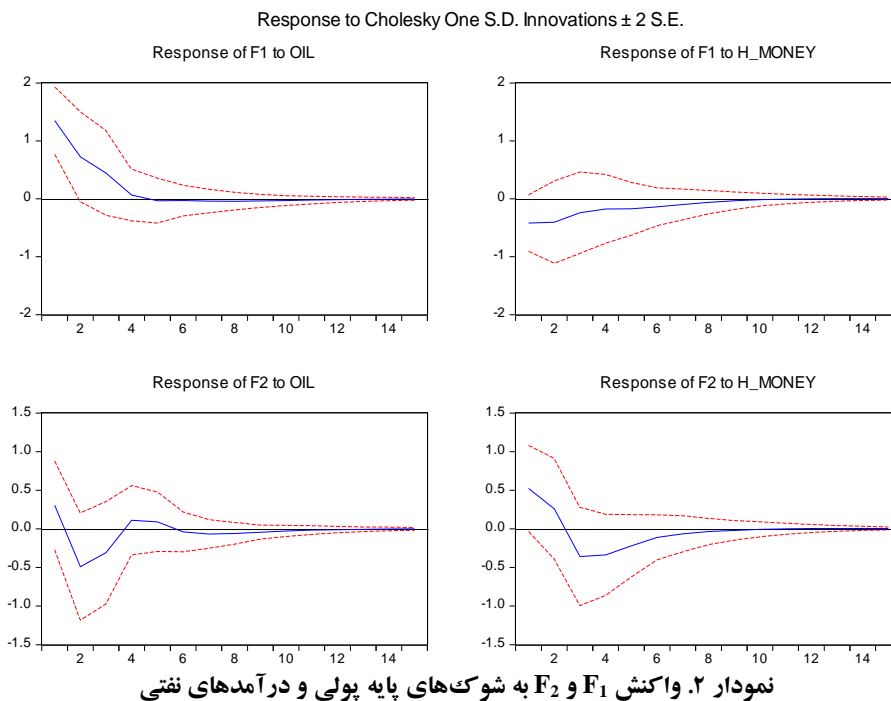 Response to Cholesky One S.D. Innovations ± 2 S.E.
Response of F1 to OIL
2
1
0
-1
-2
2 4 6 8 10 12 14
Response of F1 to H_MONEY
2
1
0
-1
-2
2 4 6 8 10 12 14
Response of F2 to OIL
1.5
1.0
0.5
0.0
-0.5
-1.0
-1.5
2 4 6 8 10 12 14
Response of F2 to H_MONEY
1.5
1.0
0.5
0.0
-0.5
-1.0
-1.5
2 4 6 8 10 12 14
نمودار ۲. واکنش F1 و F2 به شوک‌های پایه پولی و درآمدهای نفتی